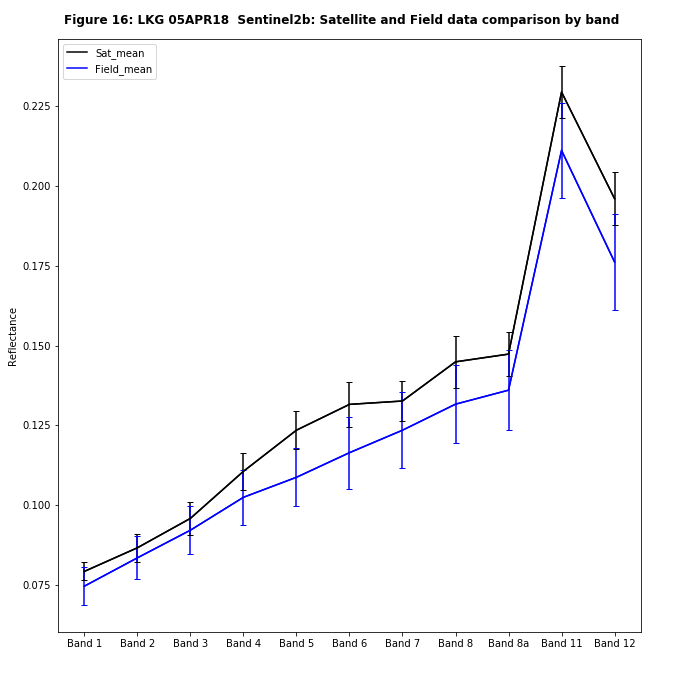 Figure 16: LKG 05APR18  Sentinel2b: Satellite and Field data comparison by band
Sat_mean
Field_mean
0.225
0.200
0.175
0.150
0.125
0.100
0.075
Reflectance
Band 1 Band 2 Band 3 Band 4 Band 5 Band 6 Band 7 Band 8 Band 8a Band 11 Band 12